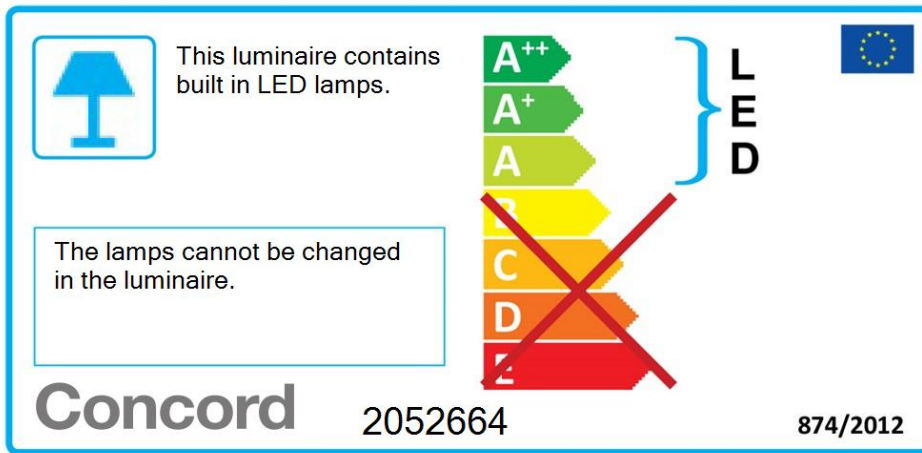 This luminaire contains
built in LED lamps.
A++
A+
A
B
C
D
E
L
E
D
The lamps cannot be changed
in the luminaire.
Concord
2052664
874/2012